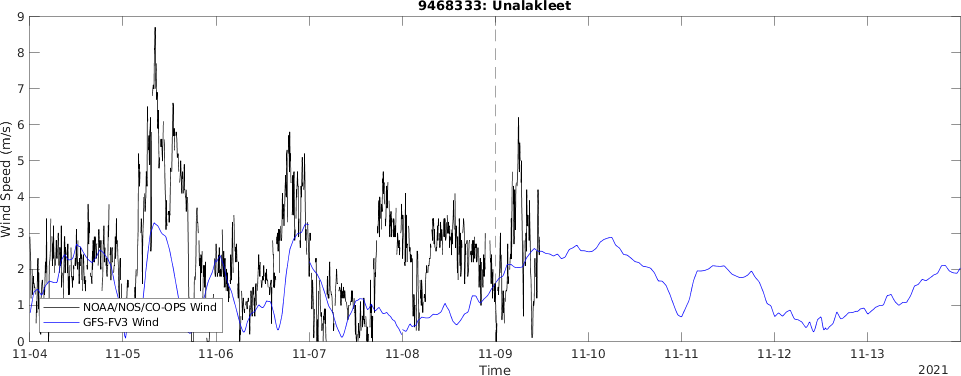 9468333: Unalakleet
Wind Speed (m/s)
9
8
7
6
5
4
3
2
1
0
NOAA/NOS/CO-OPS Wind
GFS-FV3 Wind
11-04 11-05 11-06 11-07 11-08 11-09 11-10 11-11 11-12 11-13
Time
2021